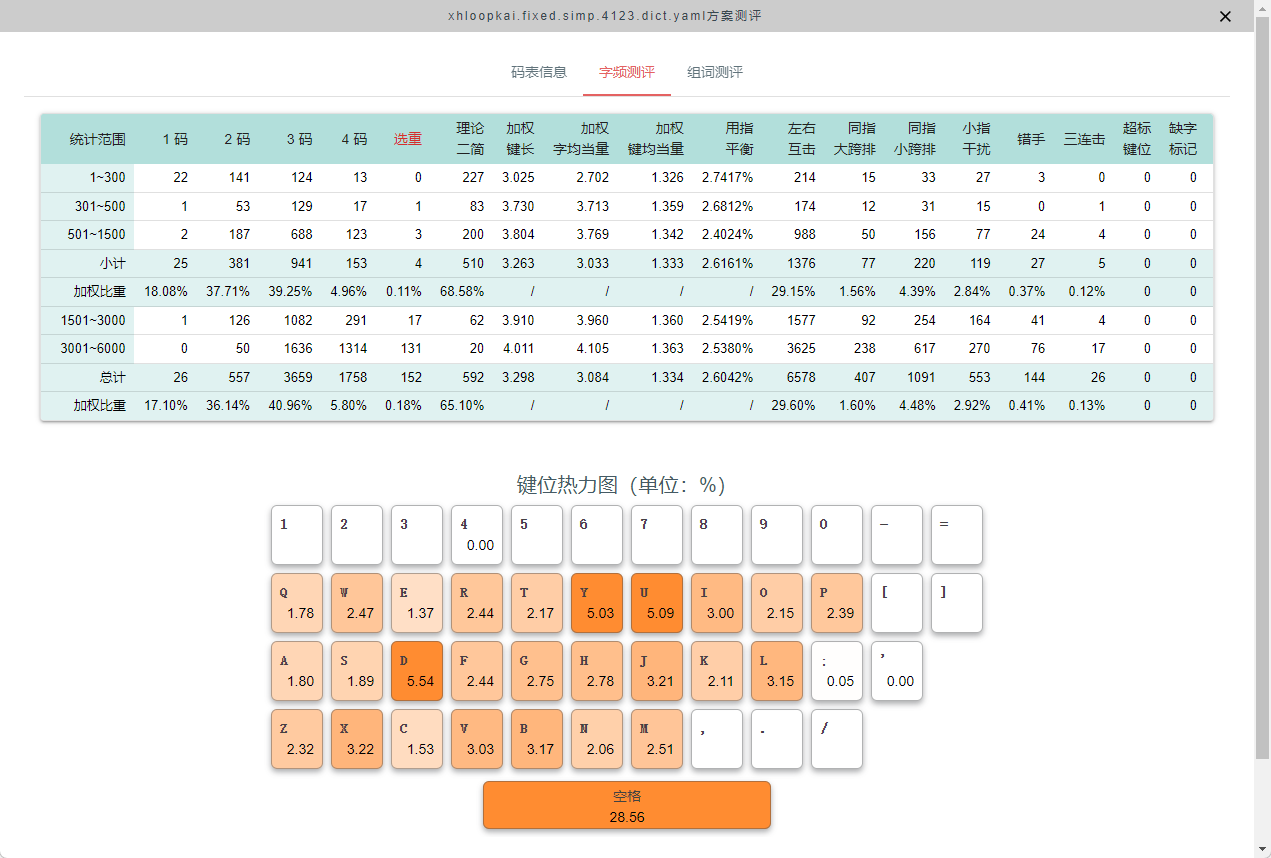 xhloopkai.fixed.simp.4123.dict.yaml方案测评 ×
码表信息 字频测评 组词测评
统计范围 1 码 2 码 3 码 4 码 选重 理论二简 加权键长 加权字均当量 加权键均当量 用指平衡 左右互击 同指大跨排 同指小跨排 小指干扰 错手 三连击 超标键位 缺字标记
1~300 22 141 124 13 0 227 3.025 2.702 1.326 2.7417% 214 15 33 27 3 0 0 0
301~500 1 53 129 17 1 83 3.730 3.713 1.359 2.6812% 174 12 31 15 0 1 0 0
501~1500 2 187 688 123 3 200 3.804 3.769 1.342 2.4024% 988 50 156 77 24 4 0 0
小计 25 381 941 153 4 510 3.263 3.033 1.333 2.6161% 1376 77 220 119 27 5 0 0
加权比重 18.08% 37.71% 39.25% 4.96% 0.11% 68.58% / / / / 29.15% 1.56% 4.39% 2.84% 0.37% 0.12% 0 0
1501~3000 1 126 1082 291 17 62 3.910 3.960 1.360 2.5419% 1577 92 254 164 41 4 0 0
3001~6000 0 50 1636 1314 131 20 4.011 4.105 1.363 2.5380% 3625 238 617 270 76 17 0 0
总计 26 557 3659 1758 152 592 3.298 3.084 1.334 2.6042% 6578 407 1091 553 144 26 0 0
加权比重 17.10% 36.14% 40.96% 5.80% 0.18% 65.10% / / / / 29.60% 1.60% 4.48% 2.92% 0.41% 0.13% 0 0
键位热力图（单位：%）
1 2 3 4 5 6 7 8 9 0 - =
0.00
Q W E R T Y U I O P [ ]
1.78 2.47 1.37 2.44 2.17 5.03 5.09 3.00 2.15 2.39
A S D F G H J K L : '
1.80 1.89 5.54 2.44 2.75 2.78 3.21 2.11 3.15 0.05 0.00
Z X C V B N M , . /
2.32 3.22 1.53 3.03 3.17 2.06 2.51
空格
28.56